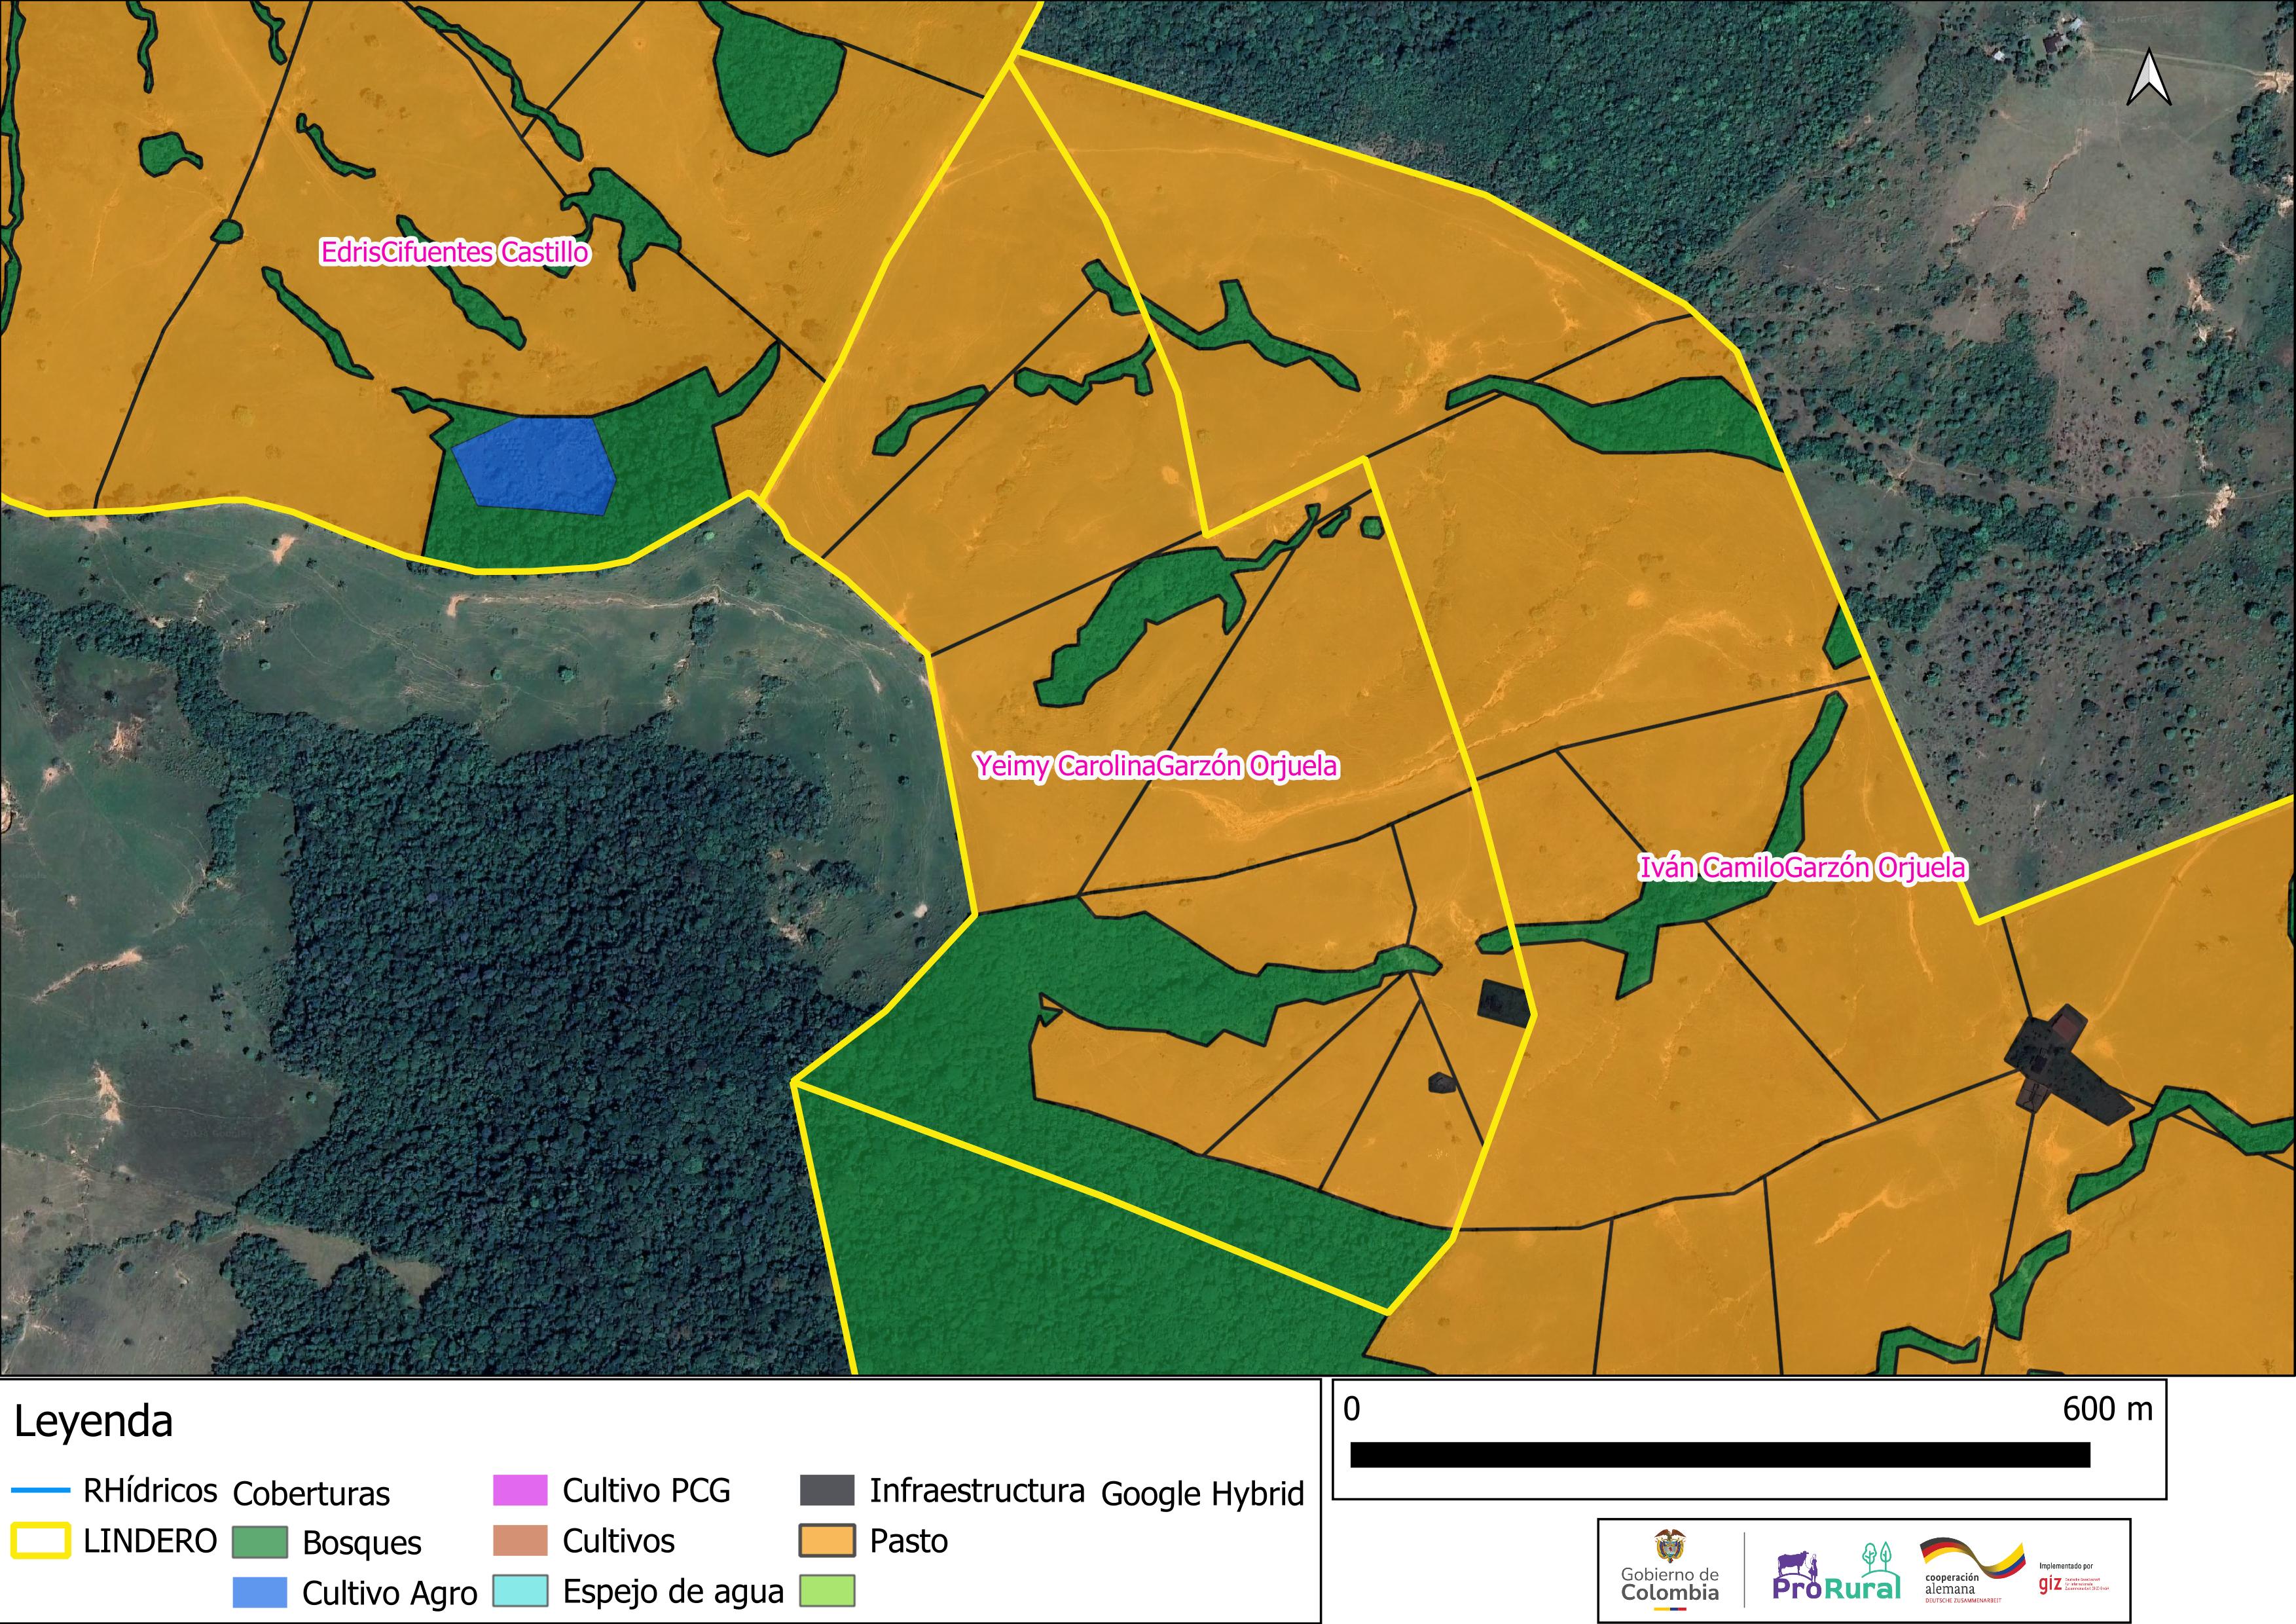 EdrisCifuentes Castillo
Yeimy CarolinaGarzón Orjuela
Iván CamiloGarzón Orjuela
Leyenda
RHídricos
LINDERO
Coberturas
Bosques
Cultivo Agro
Cultivo PCG
Cultivos
Espejo de agua
Infraestructura
Pasto
Google Hybrid
0 600 m
Gobierno de
Colombia
ProRural
cooperación
alemana
DEUTSCHE ZUSAMMENARBEIT
Implementado por
giz